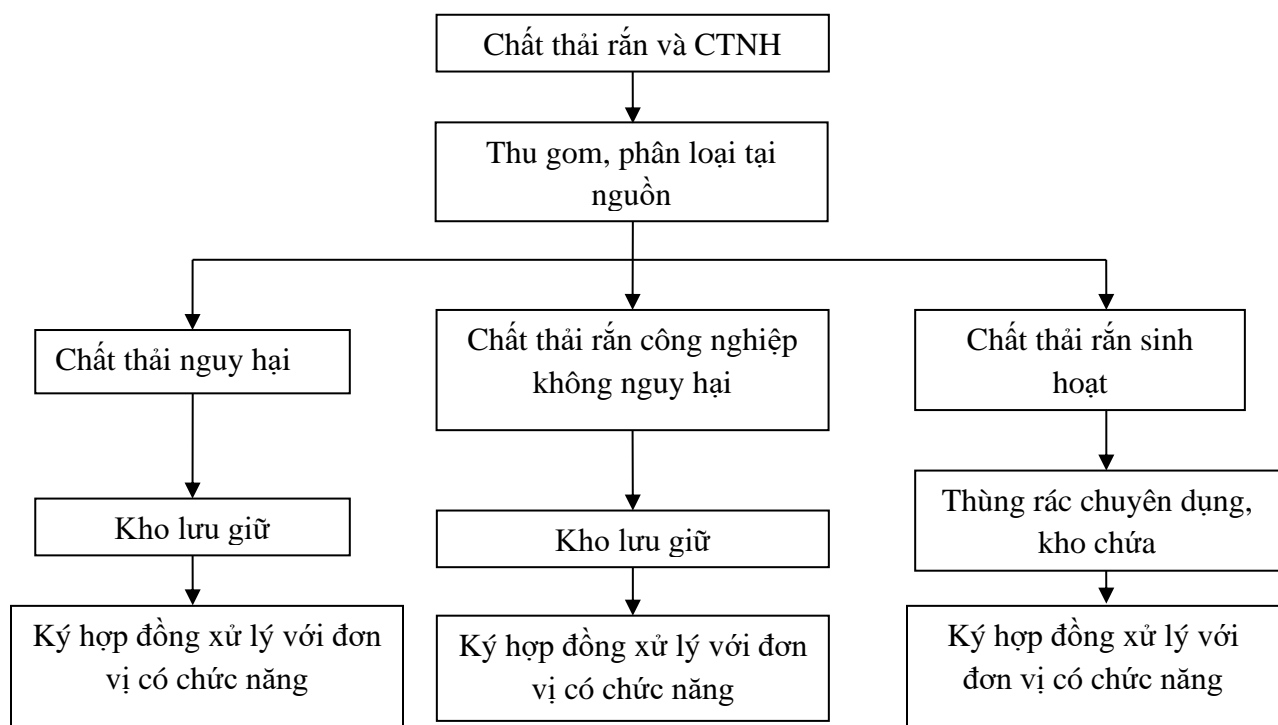 Chất thải rắn và CTNH
Thu gom, phân loại tại
nguồn
Chất thải nguy hại
Chất thải rắn công nghiệp
không nguy hại
Chất thải rắn sinh
hoạt
Kho lưu giữ
Kho lưu giữ
Thùng rác chuyên dụng,
kho chứa
Ký hợp đồng xử lý với đơn
vị có chức năng
Ký hợp đồng xử lý với đơn
vị có chức năng
Ký hợp đồng xử lý với
đơn vị có chức năng